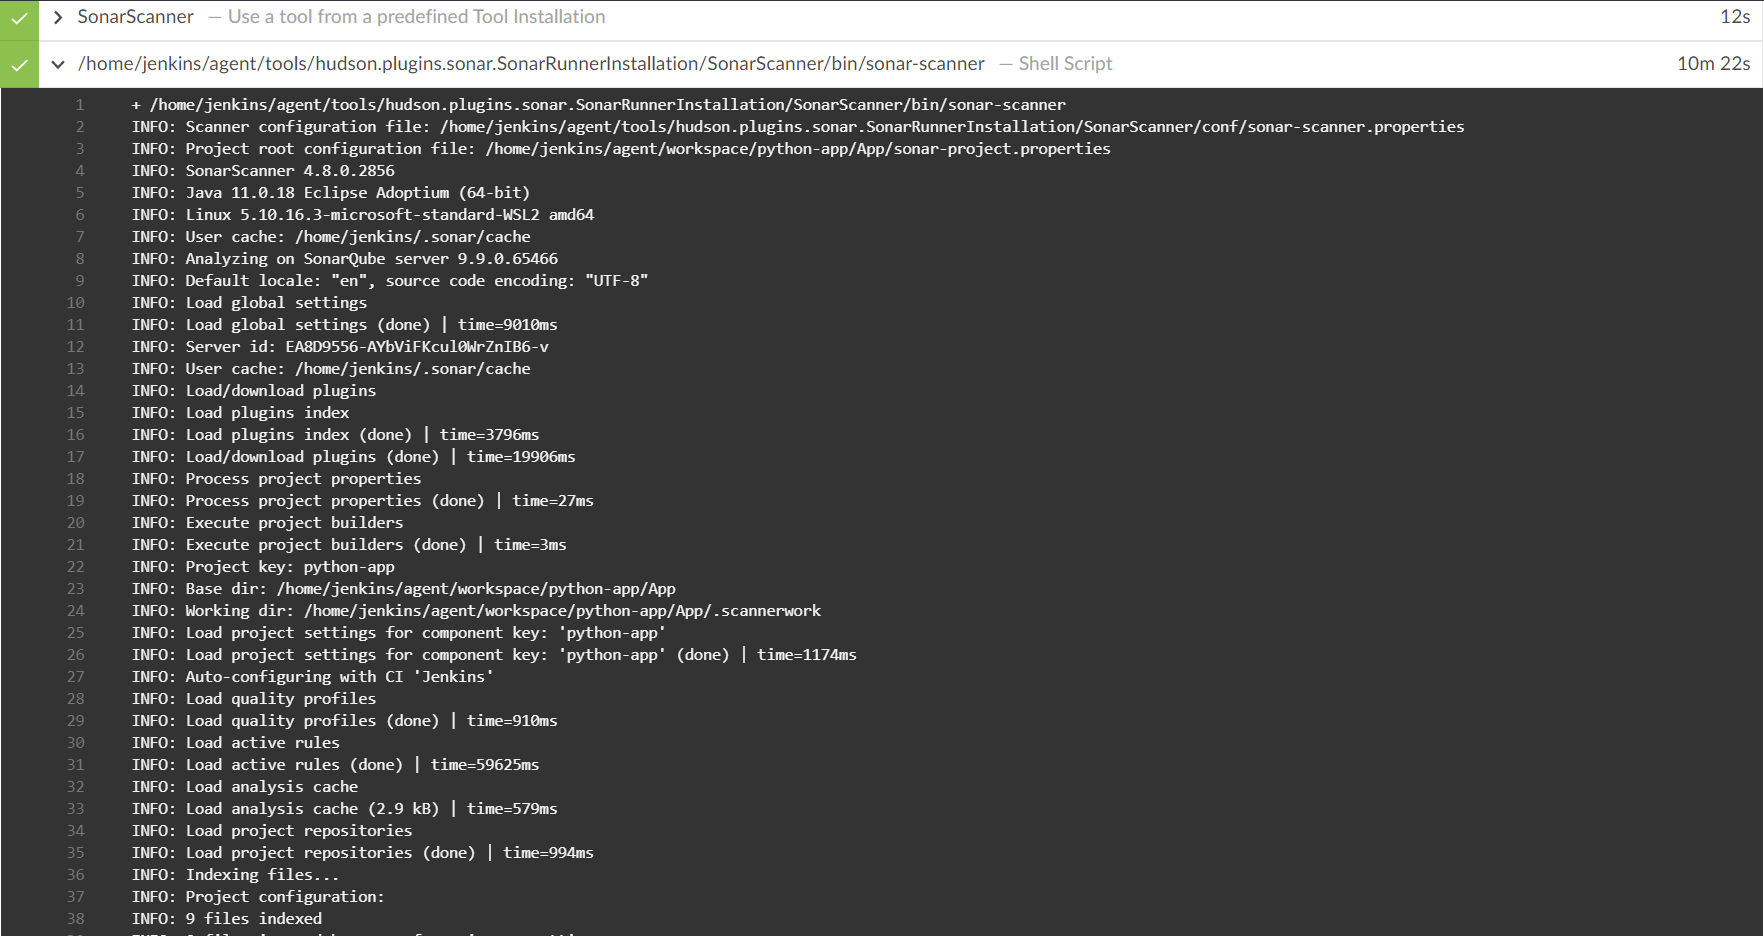 SonarScanner — Use a tool from a predefined Tool Installation 12s
/home/jenkins/agent/tools/hudson.plugins.sonar.SonarRunnerInstallation/SonarScanner/bin/sonar-scanner — Shell Script 10m 22s
1 + /home/jenkins/agent/tools/hudson.plugins.sonar.SonarRunnerInstallation/SonarScanner/bin/sonar-scanner
2 INFO: Scanner configuration file: /home/jenkins/agent/tools/hudson.plugins.sonar.SonarRunnerInstallation/SonarScanner/conf/sonar-scanner.properties
3 INFO: Project root configuration file: /home/jenkins/agent/workspace/python-app/App/sonar-project.properties
4 INFO: SonarScanner 4.8.0.2856
5 INFO: Java 11.0.18 Eclipse Adoptium (64-bit)
6 INFO: Linux 5.10.16.3-microsoft-standard-WSL2 amd64
7 INFO: User cache: /home/jenkins/.sonar/cache
8 INFO: Analyzing on SonarQube server 9.9.0.65466
9 INFO: Default locale: "en", source code encoding: "UTF-8"
10 INFO: Load global settings
11 INFO: Load global settings (done) | time=9010ms
12 INFO: Server id: EA8D9556-AYbViFKcul0WrZnIB6-v
13 INFO: User cache: /home/jenkins/.sonar/cache
14 INFO: Load/download plugins
15 INFO: Load plugins index
16 INFO: Load plugins index (done) | time=3796ms
17 INFO: Load/download plugins (done) | time=19906ms
18 INFO: Process project properties
19 INFO: Process project properties (done) | time=27ms
20 INFO: Execute project builders
21 INFO: Execute project builders (done) | time=3ms
22 INFO: Project key: python-app
23 INFO: Base dir: /home/jenkins/agent/workspace/python-app/App
24 INFO: Working dir: /home/jenkins/agent/workspace/python-app/App/.scannerwork
25 INFO: Load project settings for component key: 'python-app'
26 INFO: Load project settings for component key: 'python-app' (done) | time=1174ms
27 INFO: Auto-configuring with CI 'Jenkins'
28 INFO: Load quality profiles
29 INFO: Load quality profiles (done) | time=910ms
30 INFO: Load active rules
31 INFO: Load active rules (done) | time=59625ms
32 INFO: Load analysis cache
33 INFO: Load analysis cache (2.9 kB) | time=579ms
34 INFO: Load project repositories
35 INFO: Load project repositories (done) | time=994ms
36 INFO: Indexing files...
37 INFO: Project configuration:
38 INFO: 9 files indexed